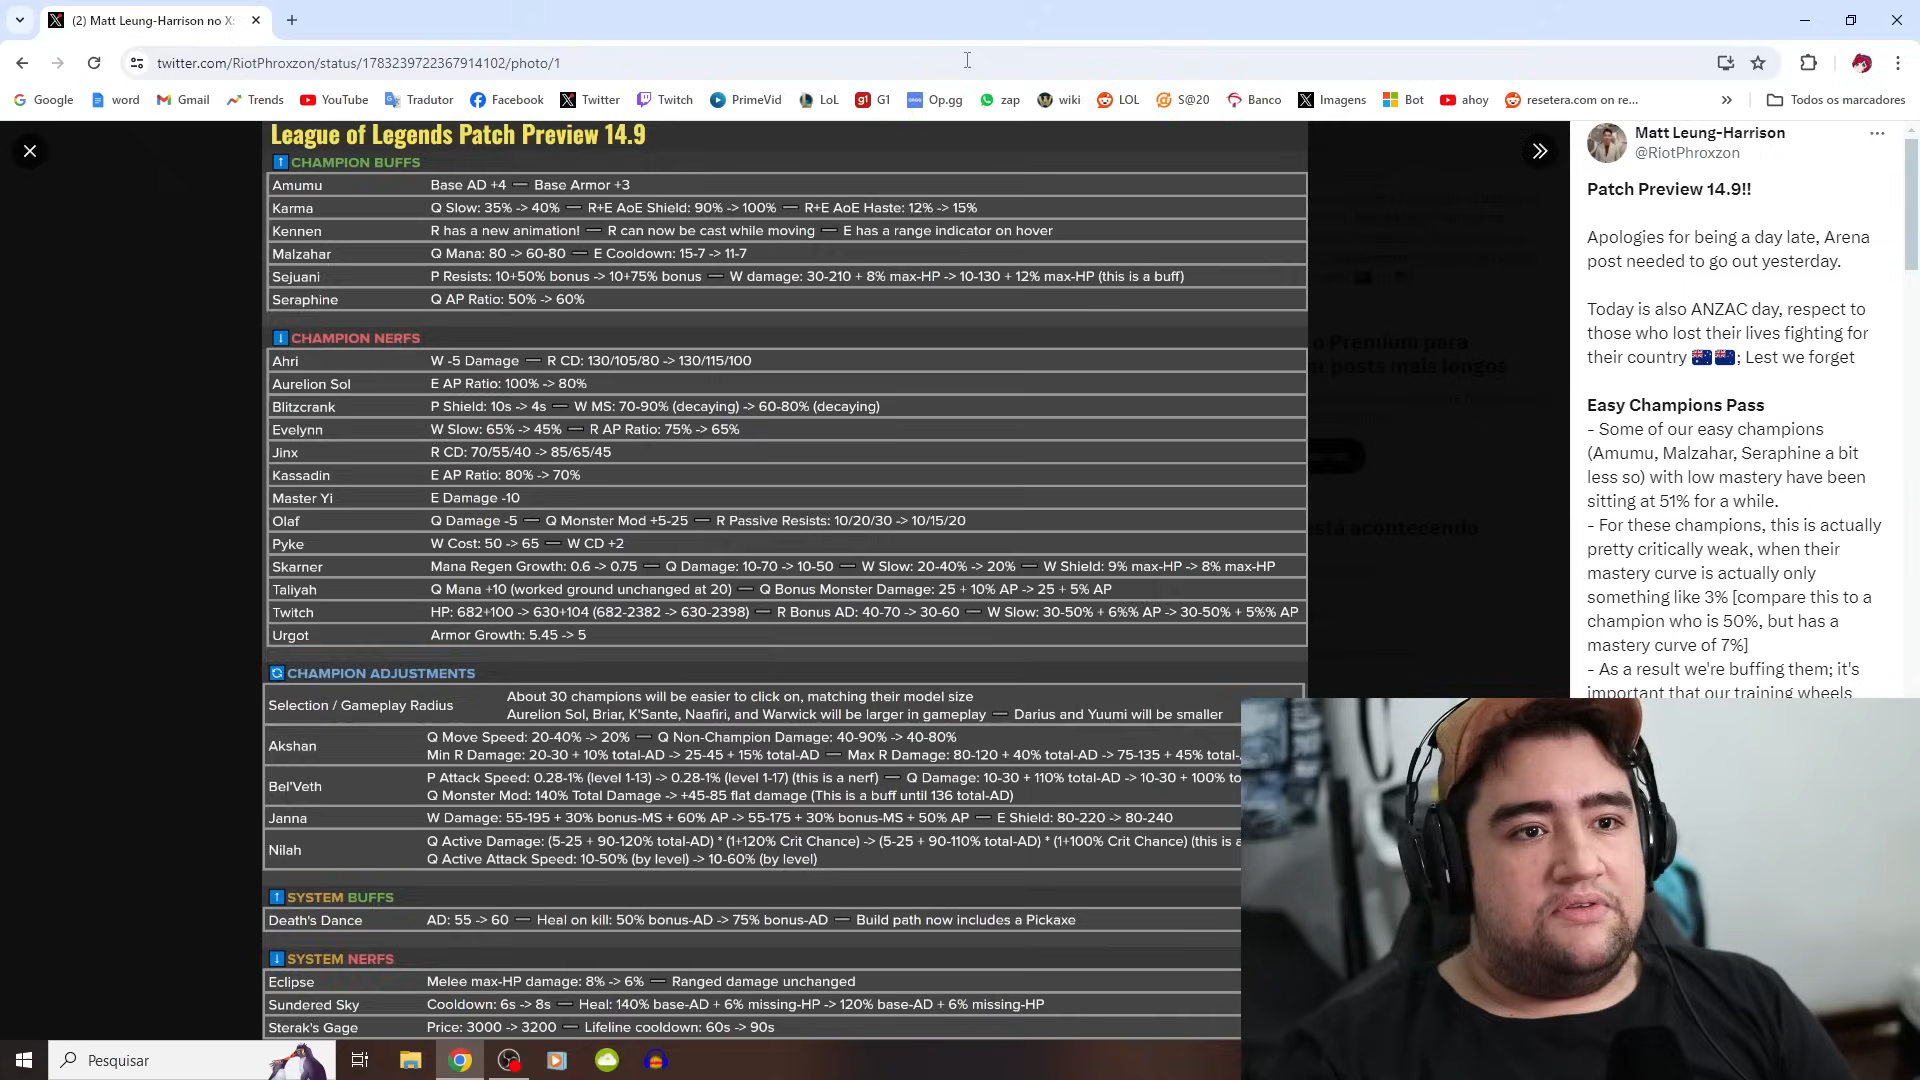 (2) Matt Leung-Harrison no X
twitter.com/RiotPhroxzon/status/1783239722367914102/photo/1
Google word Gmail Trends YouTube Tradutor Facebook Twitter Twitch PrimeVid LoL G1 Op.gg zap wiki LOL S@20 Banco Imagens Bot ahoy resetera.com on re... Todos os marcadores
League of Legends Patch Preview 14.9
CHAMPION BUFFS
Amumu Base AD +4 — Base Armor +3
Karma Q Slow: 35% -> 40% — R+E AoE Shield: 90% -> 100% — R+E AoE Haste: 12% -> 15%
Kennen R has a new animation! — R can now be cast while moving — E has a range indicator on hover
Malzahar Q Mana: 80 -> 60-80 — E Cooldown: 15-7 -> 11-7
Sejuani P Resists: 10+50% bonus -> 10+75% bonus — W damage: 30-210 + 8% max-HP -> 10-130 + 12% max-HP (this is a buff)
Seraphine Q AP Ratio: 50% -> 60%
CHAMPION NERFS
Ahri W -5 Damage — R CD: 130/105/80 -> 130/115/100
Aurelion Sol E AP Ratio: 100% -> 80%
Blitzcrank P Shield: 10s -> 4s — W MS: 70-90% (decaying) -> 60-80% (decaying)
Evelynn W Slow: 65% -> 45% — R AP Ratio: 75% -> 65%
Jinx R CD: 70/55/40 -> 85/65/45
Kassadin E AP Ratio: 80% -> 70%
Master Yi E Damage -10
Olaf Q Damage -5 — Q Monster Mod +5-25 — R Passive Resists: 10/20/30 -> 10/15/20
Pyke W Cost: 50 -> 65 — W CD +2
Skarner Mana Regen Growth: 0.6 -> 0.75 — Q Damage: 10-70 -> 10-50 — W Slow: 20-40% -> 20% — W Shield: 9% max-HP -> 8% max-HP
Taliyah Q Mana +10 (worked ground unchanged at 20) — Q Bonus Monster Damage: 25 + 10% AP -> 25 + 5% AP
Twitch HP: 682+100 -> 630+104 (682-2382 -> 630-2398) — R Bonus AD: 40-70 -> 30-60 — W Slow: 30-50% + 6%% AP -> 30-50% + 5%% AP
Urgot Armor Growth: 5.45 -> 5
CHAMPION ADJUSTMENTS
Selection / Gameplay Radius About 30 champions will be easier to click on, matching their model size
Aurelion Sol, Briar, K'Sante, Naafiri, and Warwick will be larger in gameplay — Darius and Yuumi will be smaller
Akshan Q Move Speed: 20-40% -> 20% — Q Non-Champion Damage: 40-90% -> 40-80%
Min R Damage: 20-30 + 10% total-AD -> 25-45 + 15% total-AD — Max R Damage: 80-120 + 40% total-AD -> 75-135 + 45% total-
Bel'Veth P Attack Speed: 0.28-1% (level 1-13) -> 0.28-1% (level 1-17) (this is a nerf) — Q Damage: 10-30 + 110% total-AD -> 10-30 + 100% to
Q Monster Mod: 140% Total Damage -> +45-85 flat damage (This is a buff until 136 total-AD)
Janna W Damage: 55-195 + 30% bonus-MS + 60% AP -> 55-175 + 30% bonus-MS + 50% AP — E Shield: 80-220 -> 80-240
Nilah Q Active Damage: (5-25 + 90-120% total-AD) * (1+120% Crit Chance) -> (5-25 + 90-110% total-AD) * (1+100% Crit Chance) (this is a
Q Active Attack Speed: 10-50% (by level) -> 10-60% (by level)
SYSTEM BUFFS
Death's Dance AD: 55 -> 60 — Heal on kill: 50% bonus-AD -> 75% bonus-AD — Build path now includes a Pickaxe
SYSTEM NERFS
Eclipse Melee max-HP damage: 8% -> 6% — Ranged damage unchanged
Sundered Sky Cooldown: 6s -> 8s — Heal: 140% base-AD + 6% missing-HP -> 120% base-AD + 6% missing-HP
Sterak's Gage Price: 3000 -> 3200 — Lifeline cooldown: 60s -> 90s
o Premium para
posts mais longos
está acontecendo
Matt Leung-Harrison
@RiotPhroxzon
Patch Preview 14.9!!
Apologies for being a day late, Arena
post needed to go out yesterday.
Today is also ANZAC day, respect to
those who lost their lives fighting for
their country 🇦🇺🇳🇿; Lest we forget
Easy Champions Pass
- Some of our easy champions
(Amumu, Malzahar, Seraphine a bit
less so) with low mastery have been
sitting at 51% for a while.
- For these champions, this is actually
pretty critically weak, when their
mastery curve is actually only
something like 3% [compare this to a
champion who is 50%, but has a
mastery curve of 7%]
- As a result we're buffing them; it's
important that our training wheels
Pesquisar